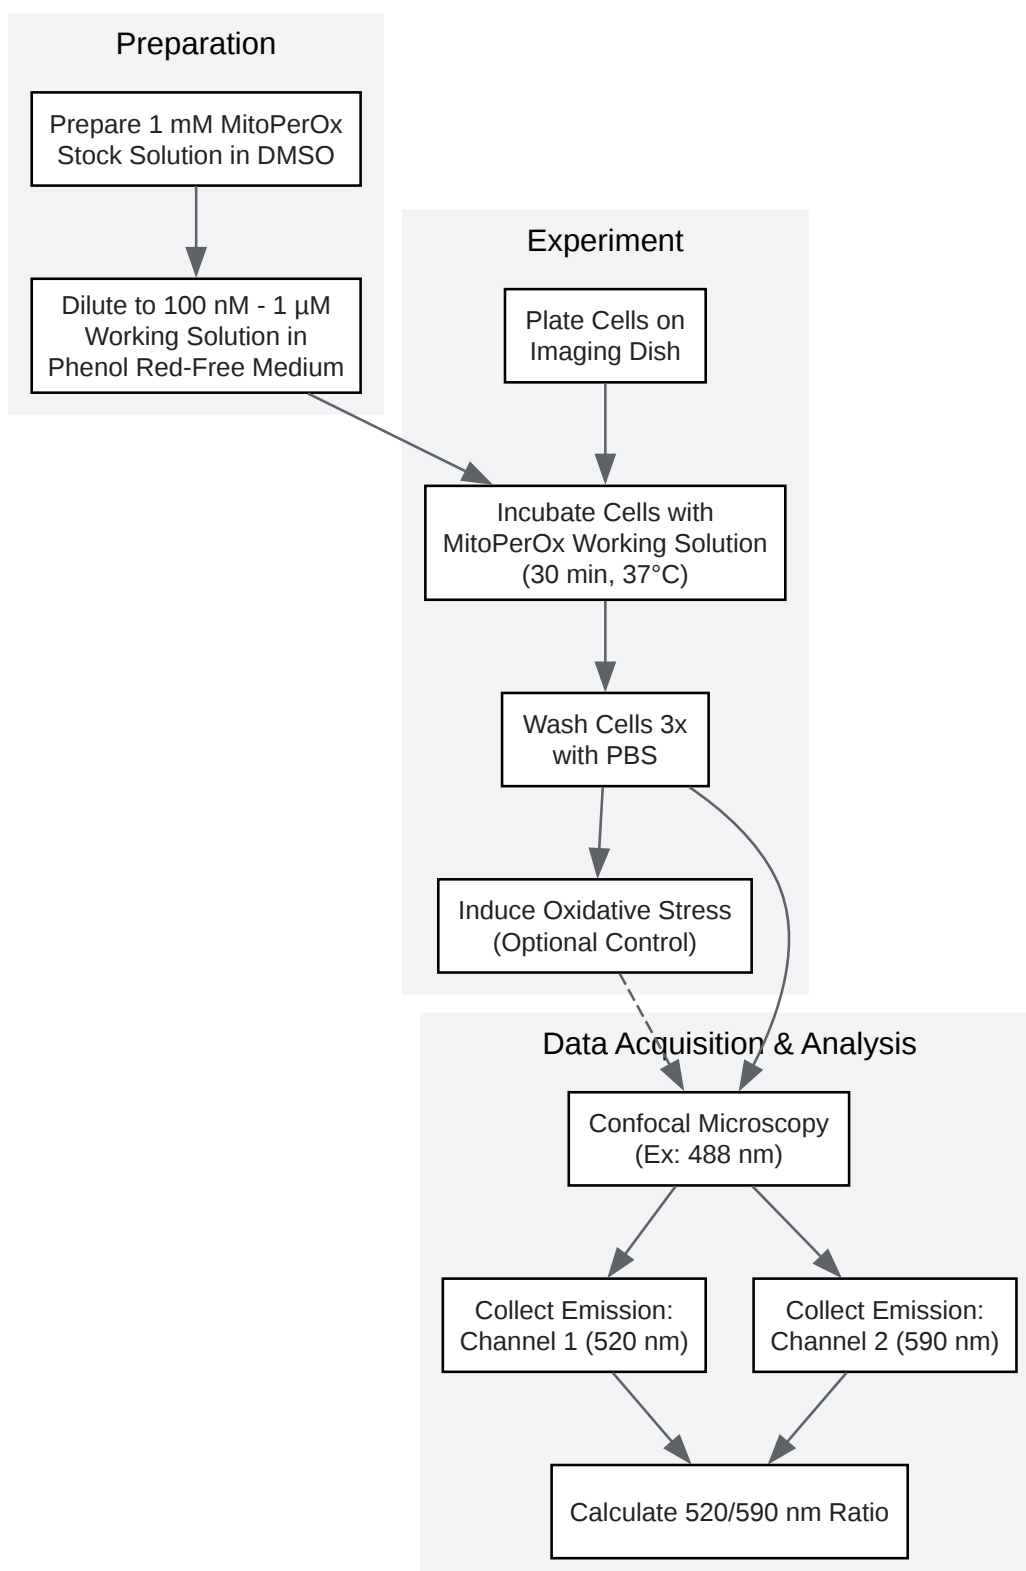 Preparation
Prepare 1 mM MitoPerOx
Stock Solution in DMSO
Dilute to 100 nM - 1 µM
Working Solution in
Phenol Red-Free Medium
Experiment
Plate Cells on
Imaging Dish
Incubate Cells with
MitoPerOx Working Solution
(30 min, 37°C)
Wash Cells 3x
with PBS
Induce Oxidative Stress
(Optional Control)
Data Acquisition & Analysis
Confocal Microscopy
(Ex: 488 nm)
Collect Emission:
Channel 1 (520 nm)
Collect Emission:
Channel 2 (590 nm)
Calculate 520/590 nm Ratio